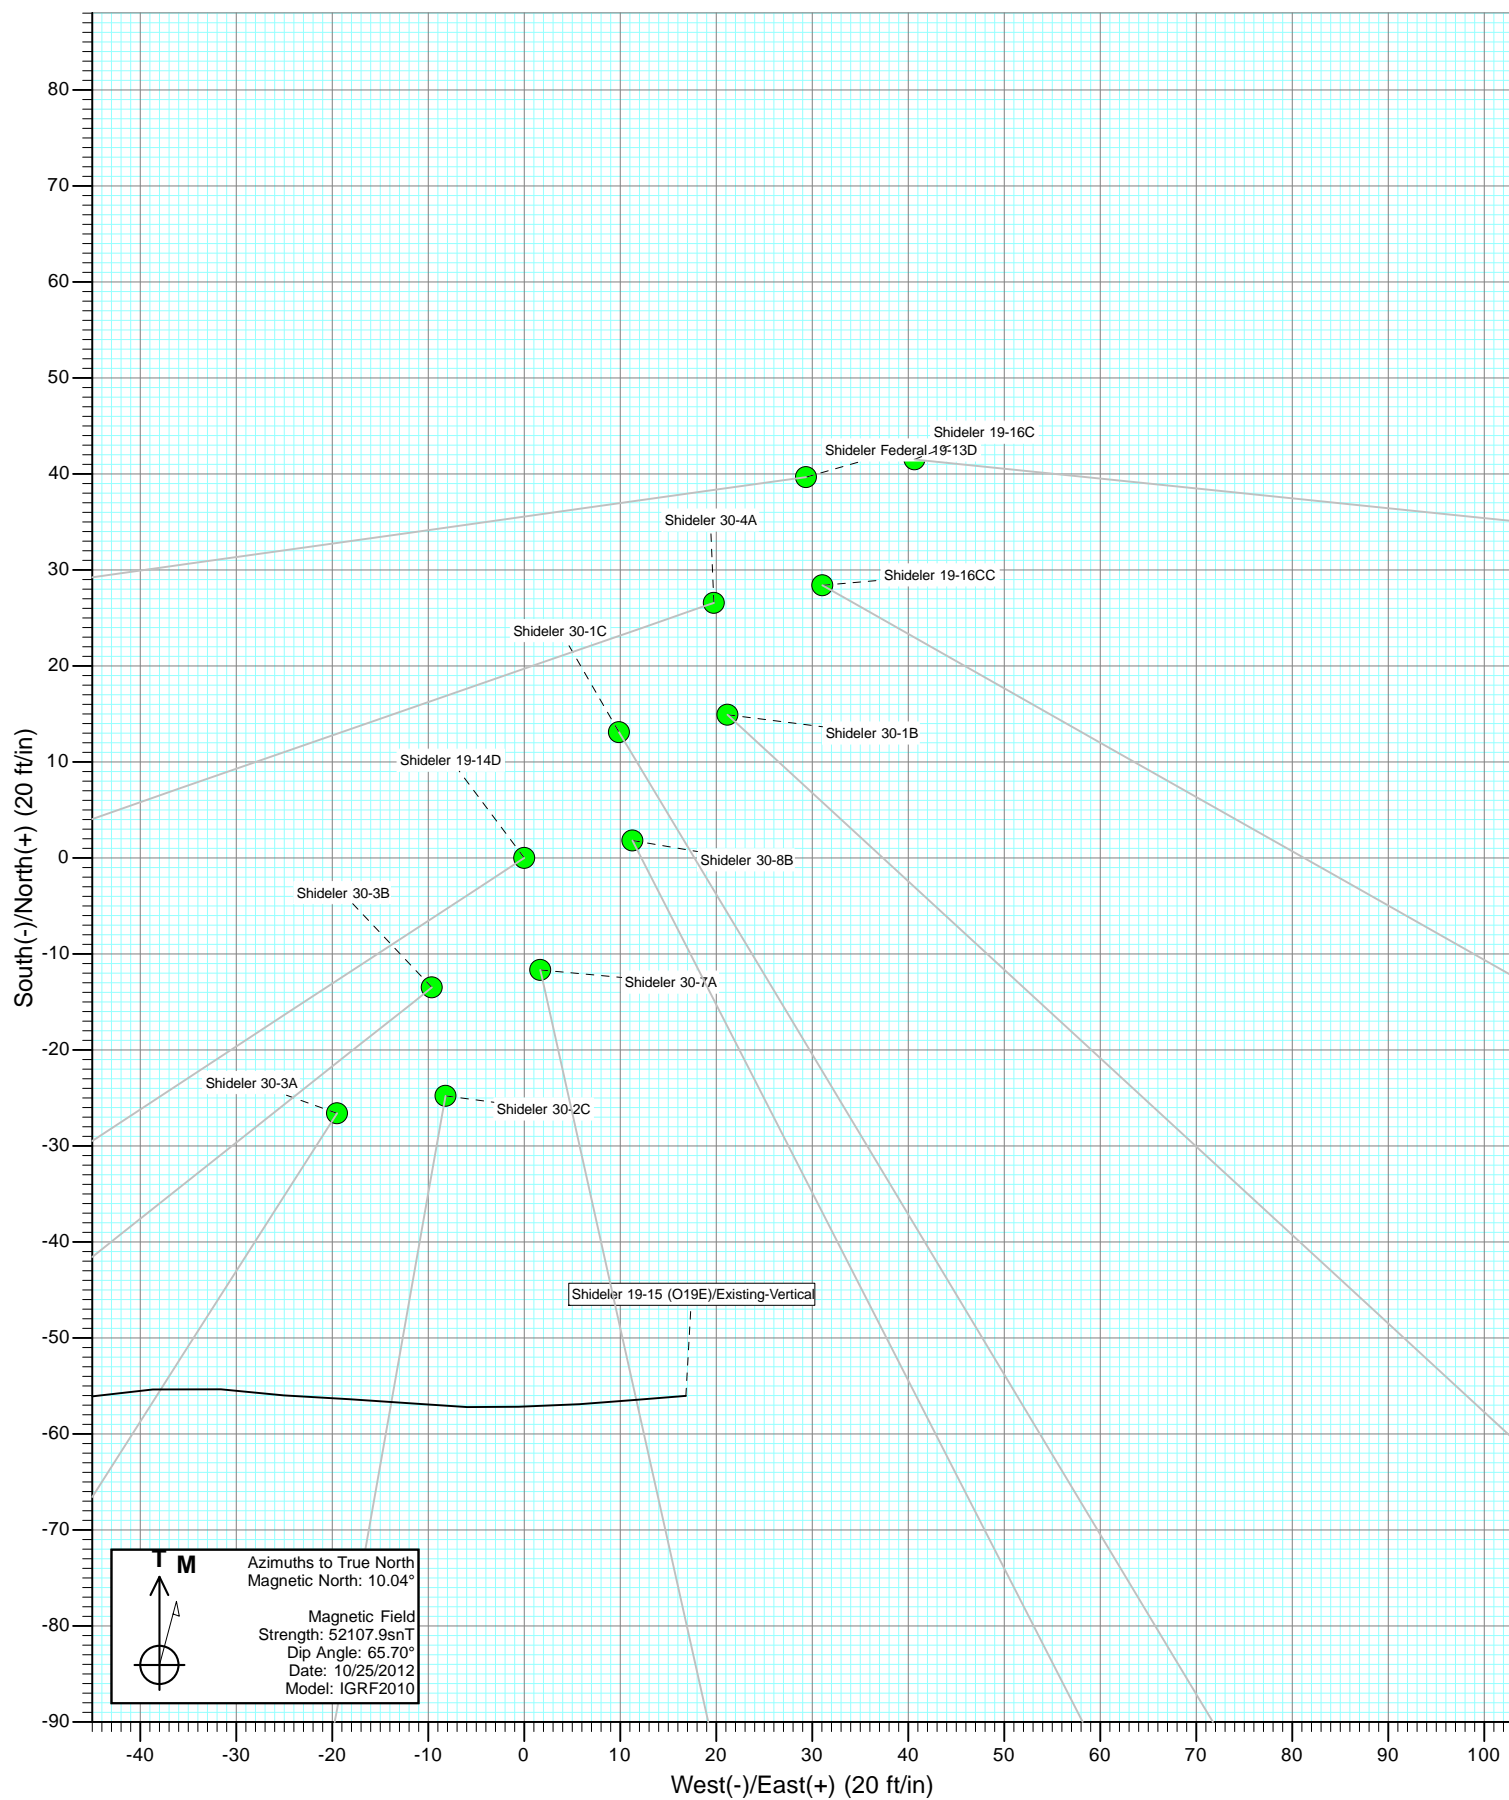 80
70
60
50
40
30
20
10
0
-10
-20
-30
-40
-50
-60
-70
-80
-90
South(-)/North(+) (20 ft/in)
Shideler 19-16C
Shideler Federal 19-13D
Shideler 30-4A
Shideler 19-16CC
Shideler 30-1C
Shideler 30-1B
Shideler 19-14D
Shideler 30-8B
Shideler 30-3B
Shideler 30-7A
Shideler 30-3A
Shideler 30-2C
Shideler 19-15 (O19E)/Existing-Vertical
T M
Azimuths to True North
Magnetic North: 10.04°
Magnetic Field
Strength: 52107.9snT
Dip Angle: 65.70°
Date: 10/25/2012
Model: IGRF2010
-40 -30 -20 -10 0 10 20 30 40 50 60 70 80 90 100
West(-)/East(+) (20 ft/in)